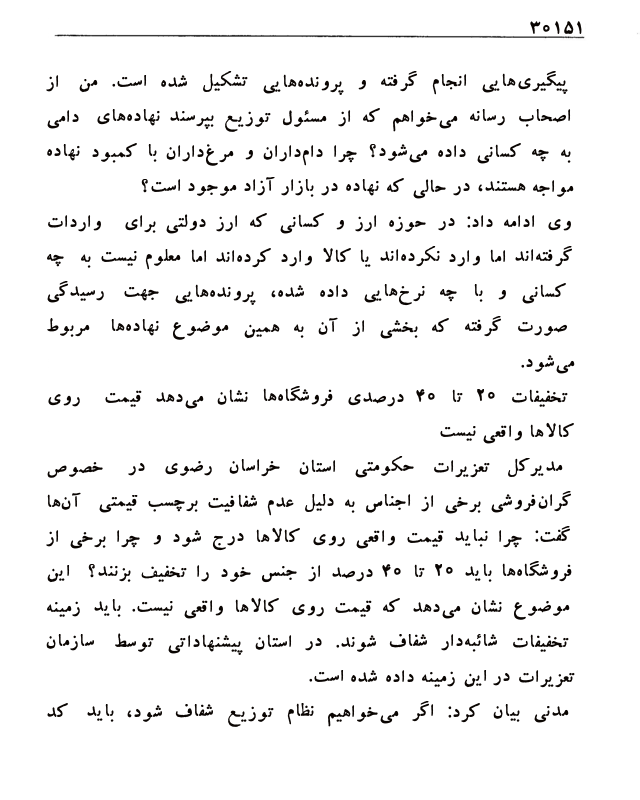 ۳۰۱۵۱
پیگیری‌هایی انجام گرفته و پرونده‌هایی تشکیل شده است. من از
اصحاب رسانه می‌خواهم که از مسئول توزیع بپرسند نهاده‌های دامی
به چه کسانی داده می‌شود؟ چرا دام‌داران و مرغ‌داران با کمبود نهاده
مواجه هستند، در حالی که نهاده در بازار آزاد موجود است؟
وی ادامه داد: در حوزه ارز و کسانی که ارز دولتی برای واردات
گرفته‌اند اما وارد نکرده‌اند یا کالا وارد کرده‌اند اما معلوم نیست به چه
کسانی و با چه نرخ‌هایی داده شده، پرونده‌هایی جهت رسیدگی
صورت گرفته که بخشی از آن به همین موضوع نهاده‌ها مربوط
می‌شود.
تخفیفات ۲۰ تا ۴۰ درصدی فروشگاه‌ها نشان می‌دهد قیمت روی
کالاها واقعی نیست
مدیرکل تعزیرات حکومتی استان خراسان رضوی در خصوص
گران‌فروشی برخی از اجناس به دلیل عدم شفافیت برچسب قیمتی آن‌ها
گفت: چرا نباید قیمت واقعی روی کالاها درج شود و چرا برخی از
فروشگاه‌ها باید ۲۰ تا ۴۰ درصد از جنس خود را تخفیف بزنند؟ این
موضوع نشان می‌دهد که قیمت روی کالاها واقعی نیست. باید زمینه
تخفیفات شائبه‌دار شفاف شوند. در استان پیشنهاداتی توسط سازمان
تعزیرات در این زمینه داده شده است.
مدنی بیان کرد: اگر می‌خواهیم نظام توزیع شفاف شود، باید کد